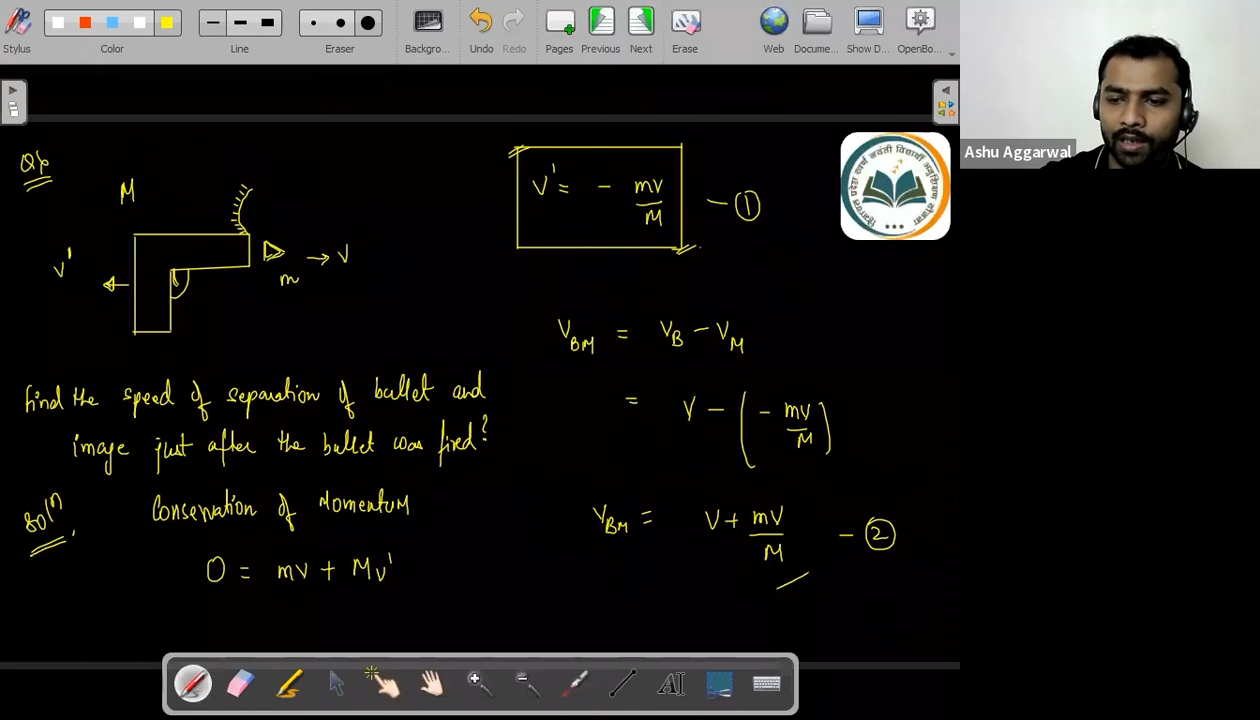 Stylus
Color
Line
Eraser
Backgro...
Undo
Redo
Pages
Previous
Next
Erase
Web
Docume...
Show D...
OpenBo...
Ashu Aggarwal
M
V'
m → V
find the speed of separation of bullet and
image just after the bullet was fired?
Sol^n
Conservation of Momentum
0 = mv + Mv'
V' = - mv/M - ①
V_BM = V_B - V_M
= V - (- mv/M)
V_BM = V + mv/M - ②